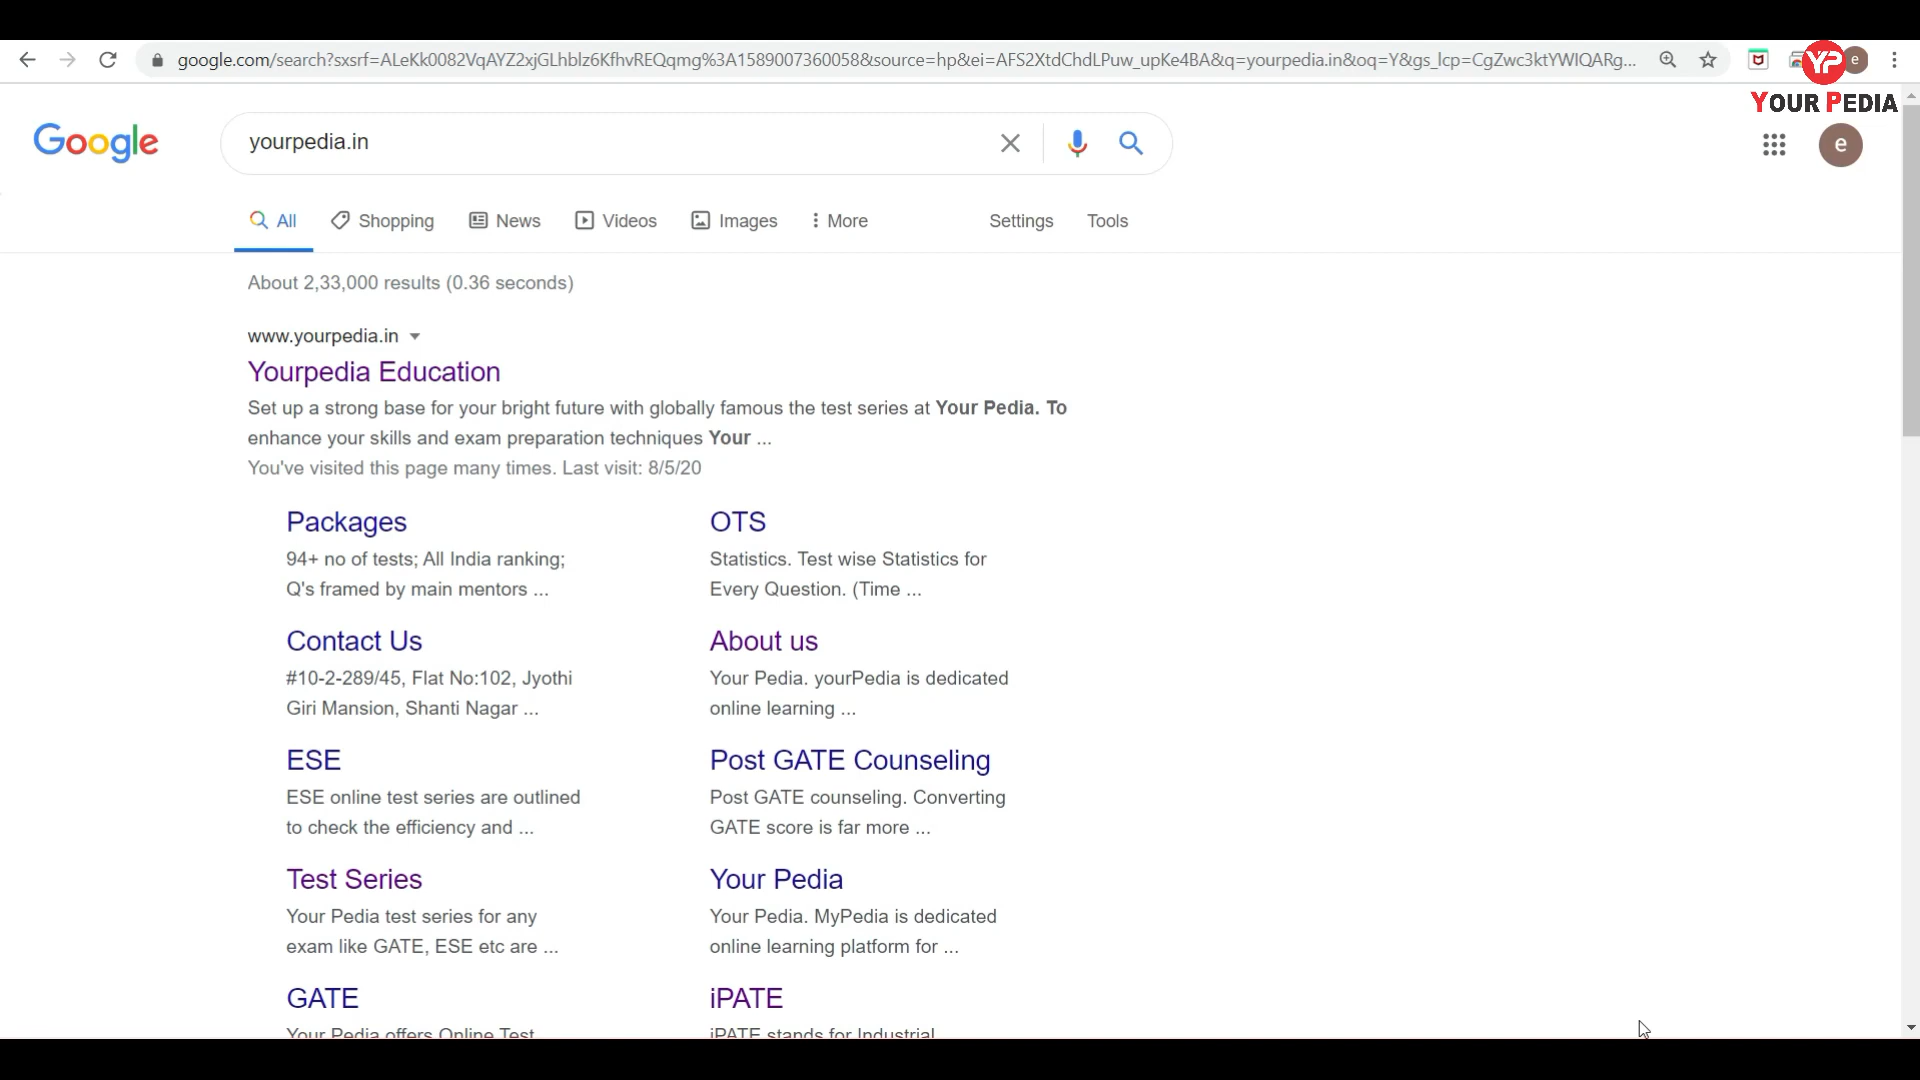 google.com/search?sxsrf=ALeKk0082VqAYZ2xjGLhblz6KfhvREQqmg%3A1589007360058&source=hp&ei=AFS2XtdChdLPuw_upKe4BA&q=yourpedia.in&oq=Y&gs_lcp=CgZwc3ktYWIQARg...
e
YP
YOUR PEDIA
Google
yourpedia.in
e
All
Shopping
News
Videos
Images
More
Settings
Tools
About 2,33,000 results (0.36 seconds)
www.yourpedia.in
Yourpedia Education
Set up a strong base for your bright future with globally famous the test series at Your Pedia. To
enhance your skills and exam preparation techniques Your ...
You've visited this page many times. Last visit: 8/5/20
Packages
94+ no of tests; All India ranking;
Q's framed by main mentors ...
OTS
Statistics. Test wise Statistics for
Every Question. (Time ...
Contact Us
#10-2-289/45, Flat No:102, Jyothi
Giri Mansion, Shanti Nagar ...
About us
Your Pedia. yourPedia is dedicated
online learning ...
ESE
ESE online test series are outlined
to check the efficiency and ...
Post GATE Counseling
Post GATE counseling. Converting
GATE score is far more ...
Test Series
Your Pedia test series for any
exam like GATE, ESE etc are ...
Your Pedia
Your Pedia. MyPedia is dedicated
online learning platform for ...
GATE
Your Pedia offers Online Test
iPATE
iPATE stands for Industrial